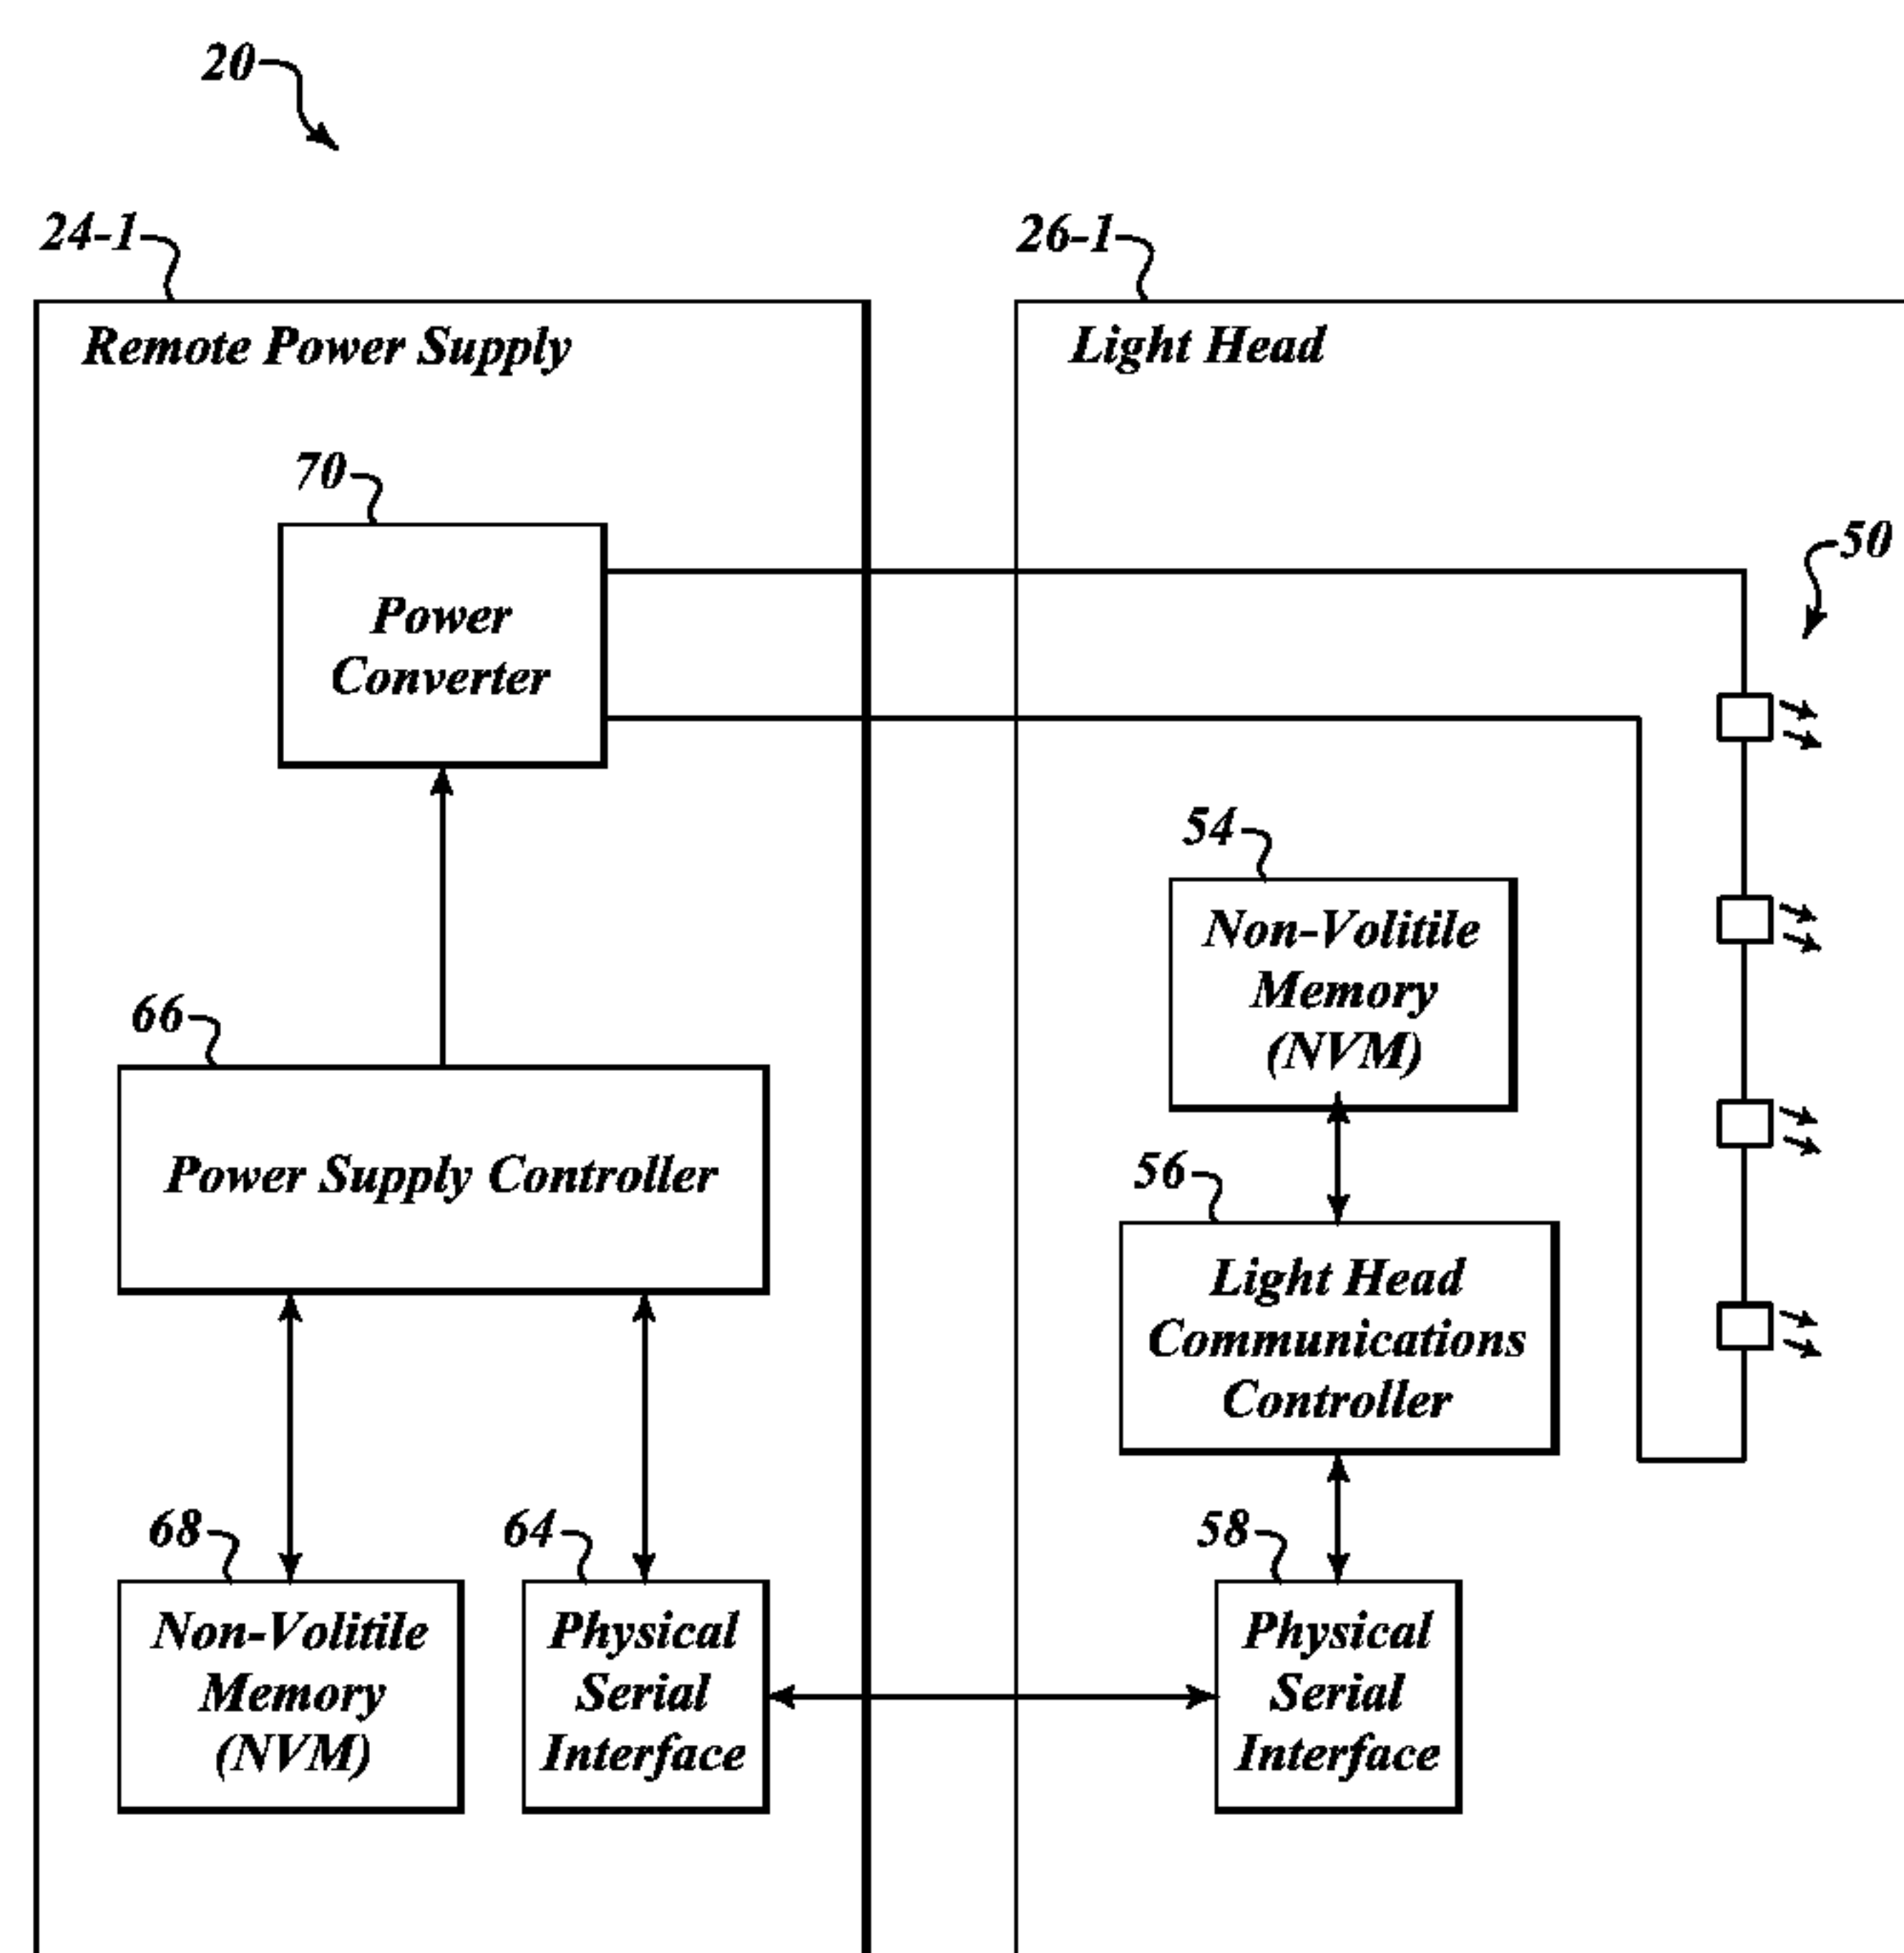 20
24-1
26-1
Remote Power Supply
Light Head
70
50
Power
Converter
54
Non-Volitile
Memory
(NVM)
66
Power Supply Controller
56
Light Head
Communications
Controller
68
64
58
Non-Volitile
Memory
(NVM)
Physical
Serial
Interface
Physical
Serial
Interface